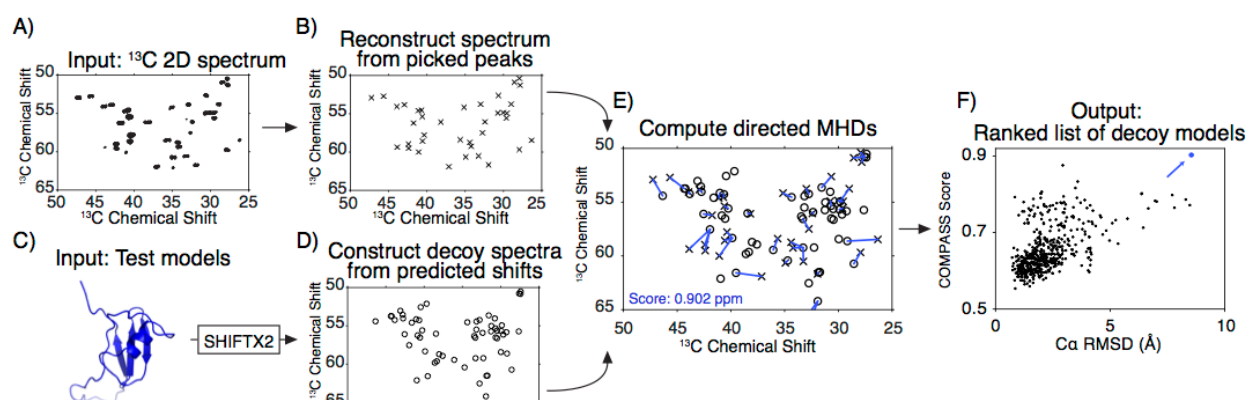 A)
Input: ¹³C 2D spectrum
¹³C Chemical Shift
50
55
60
65
50 45 40 35 30 25
¹³C Chemical Shift
B)
Reconstruct spectrum
from picked peaks
¹³C Chemical Shift
50
55
60
65
50 45 40 35 30 25
¹³C Chemical Shift
C)
Input: Test models
SHIFTX2
D)
Construct decoy spectra
from predicted shifts
¹³C Chemical Shift
50
55
60
E)
Compute directed MHDs
¹³C Chemical Shift
50
55
60
65
Score: 0.902 ppm
50 45 40 35 30 25
¹³C Chemical Shift
F)
Output:
Ranked list of decoy models
COMPASS Score
0.9
0.7
0.5
0 5 10
Cα RMSD (Å)